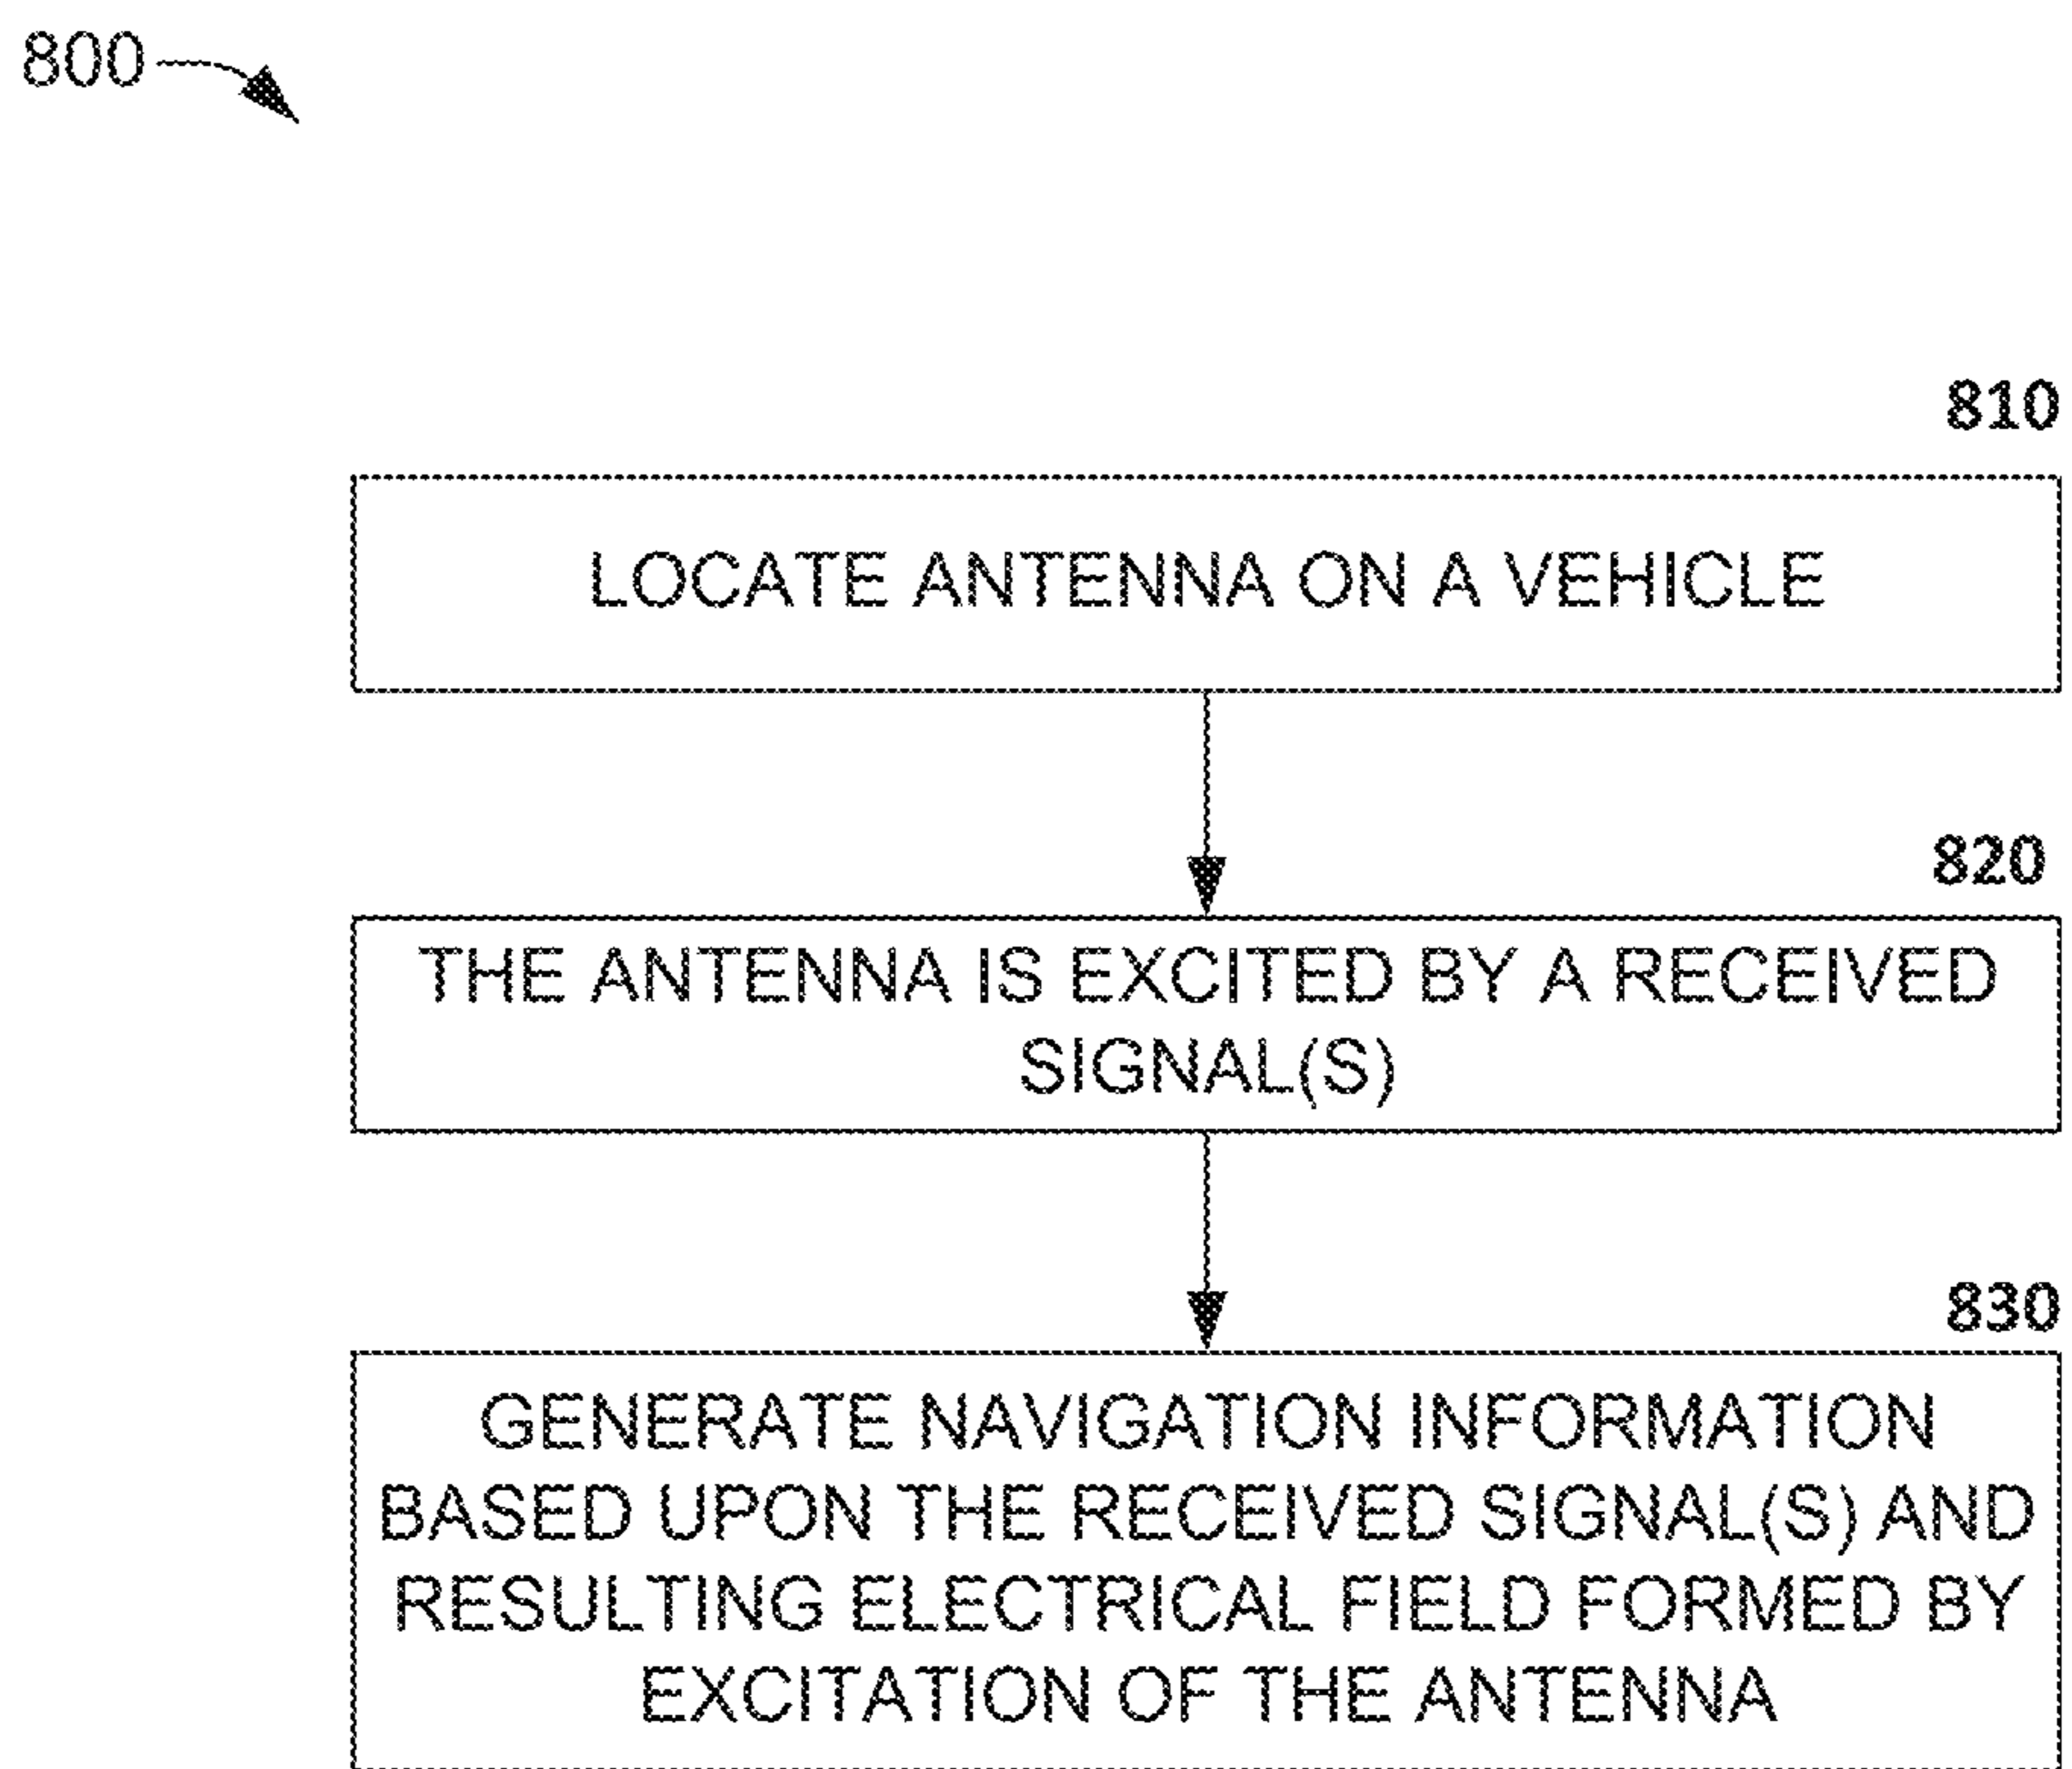 800
810
LOCATE ANTENNA ON A VEHICLE
820
THE ANTENNA IS EXCITED BY A RECEIVED
SIGNAL(S)
830
GENERATE NAVIGATION INFORMATION
BASED UPON THE RECEIVED SIGNAL(S) AND
RESULTING ELECTRICAL FIELD FORMED BY
EXCITATION OF THE ANTENNA